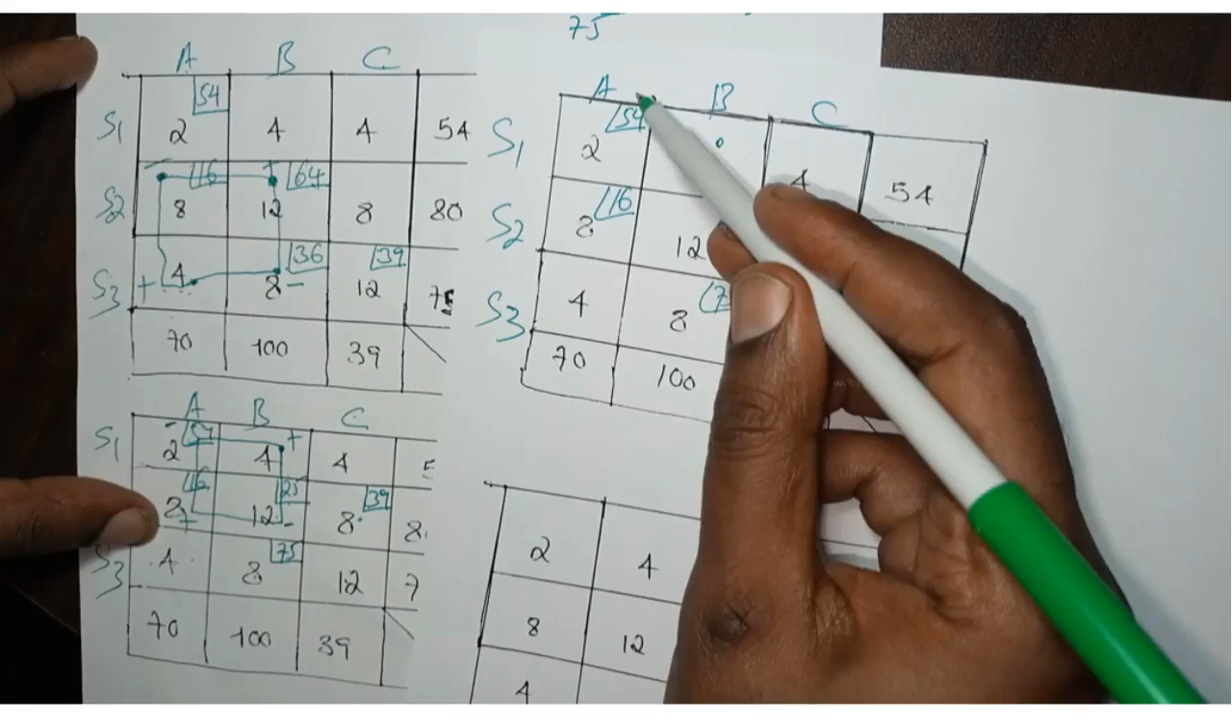 75
A B C
54
S1 2 4 4 54
16 64
S2 8 12 8 80
36 39
S3 + 4 8 - 12 75
70 100 39
A B C
54
S1 2 4 54
16
S2 8 12
S3 4 8
70 100
A B C
- 54 +
S1 2 4 4
16 25 39
8 + 12 - 8 8
75
S3 4 8 12 7
70 100 39
2 4
8 12
4